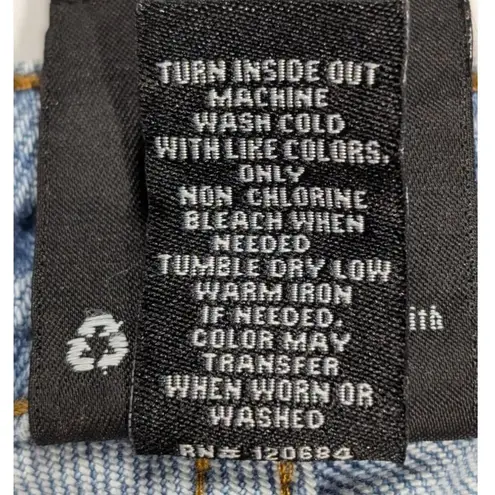 TURN INSIDE OUT
MACHINE
WASH COLD
WITH LIKE COLORS.
ONLY
NON CHLORINE
BLEACH WHEN
NEEDED
TUMBLE DRY LOW
WARM IRON
IF NEEDED.
COLOR MAY
TRANSFER
WHEN WORN OR
WASHED
RN# 120684